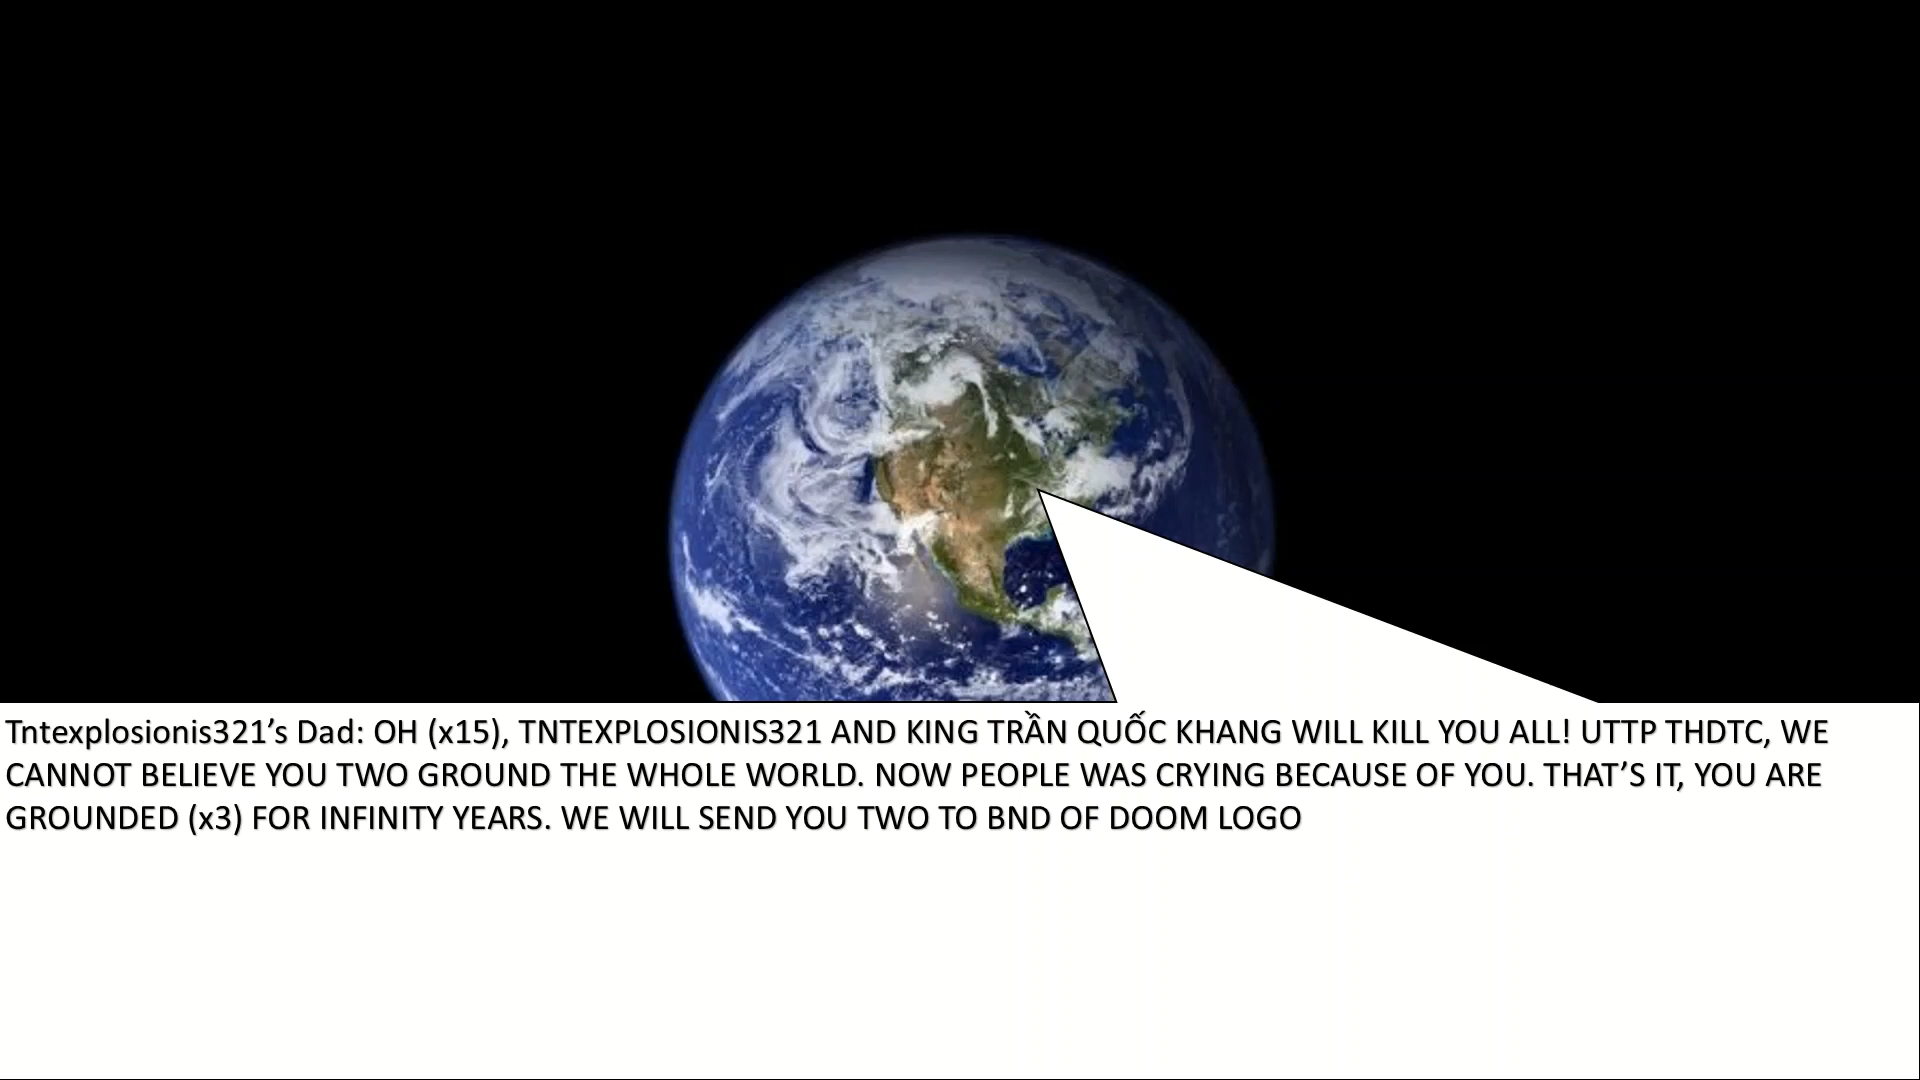 Tntexplosionis321’s Dad: OH (x15), TNTEXPLOSIONIS321 AND KING TRẦN QUỐC KHANG WILL KILL YOU ALL! UTTP THDTC, WE
CANNOT BELIEVE YOU TWO GROUND THE WHOLE WORLD. NOW PEOPLE WAS CRYING BECAUSE OF YOU. THAT’S IT, YOU ARE
GROUNDED (x3) FOR INFINITY YEARS. WE WILL SEND YOU TWO TO BND OF DOOM LOGO